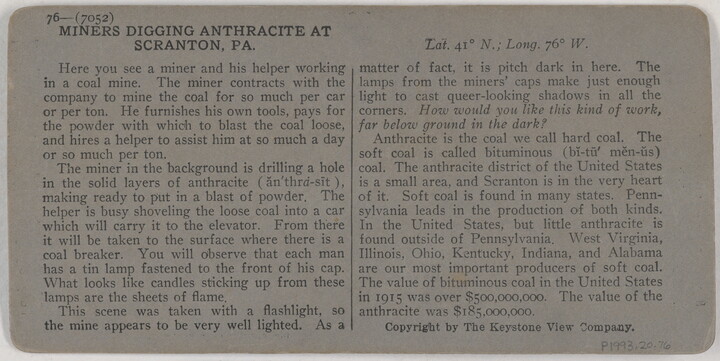 76—(7052)
MINERS DIGGING ANTHRACITE AT
SCRANTON, PA.
Here you see a miner and his helper working
in a coal mine. The miner contracts with the
company to mine the coal for so much per car
or per ton. He furnishes his own tools, pays for
the powder with which to blast the coal loose,
and hires a helper to assist him at so much a day
or so much per ton.
The miner in the background is drilling a hole
in the solid layers of anthracite (ăn'thrȧ-sīt),
making ready to put in a blast of powder. The
helper is busy shoveling the loose coal into a car
which will carry it to the elevator. From there
it will be taken to the surface where there is a
coal breaker. You will observe that each man
has a tin lamp fastened to the front of his cap.
What looks like candles sticking up from these
lamps are the sheets of flame.
This scene was taken with a flashlight, so
the mine appears to be very well lighted. As a
Lat. 41° N.; Long. 76° W.
matter of fact, it is pitch dark in here. The
lamps from the miners' caps make just enough
light to cast queer-looking shadows in all the
corners. How would you like this kind of work,
far below ground in the dark?
Anthracite is the coal we call hard coal. The
soft coal is called bituminous (bĭ-tū' mĕn-ŭs)
coal. The anthracite district of the United States
is a small area, and Scranton is in the very heart
of it. Soft coal is found in many states. Penn-
sylvania leads in the production of both kinds.
In the United States, but little anthracite is
found outside of Pennsylvania. West Virginia,
Illinois, Ohio, Kentucky, Indiana, and Alabama
are our most important producers of soft coal.
The value of bituminous coal in the United States
in 1915 was over $500,000,000. The value of the
anthracite was $185,000,000.
Copyright by The Keystone View Company.
P1993.20.76